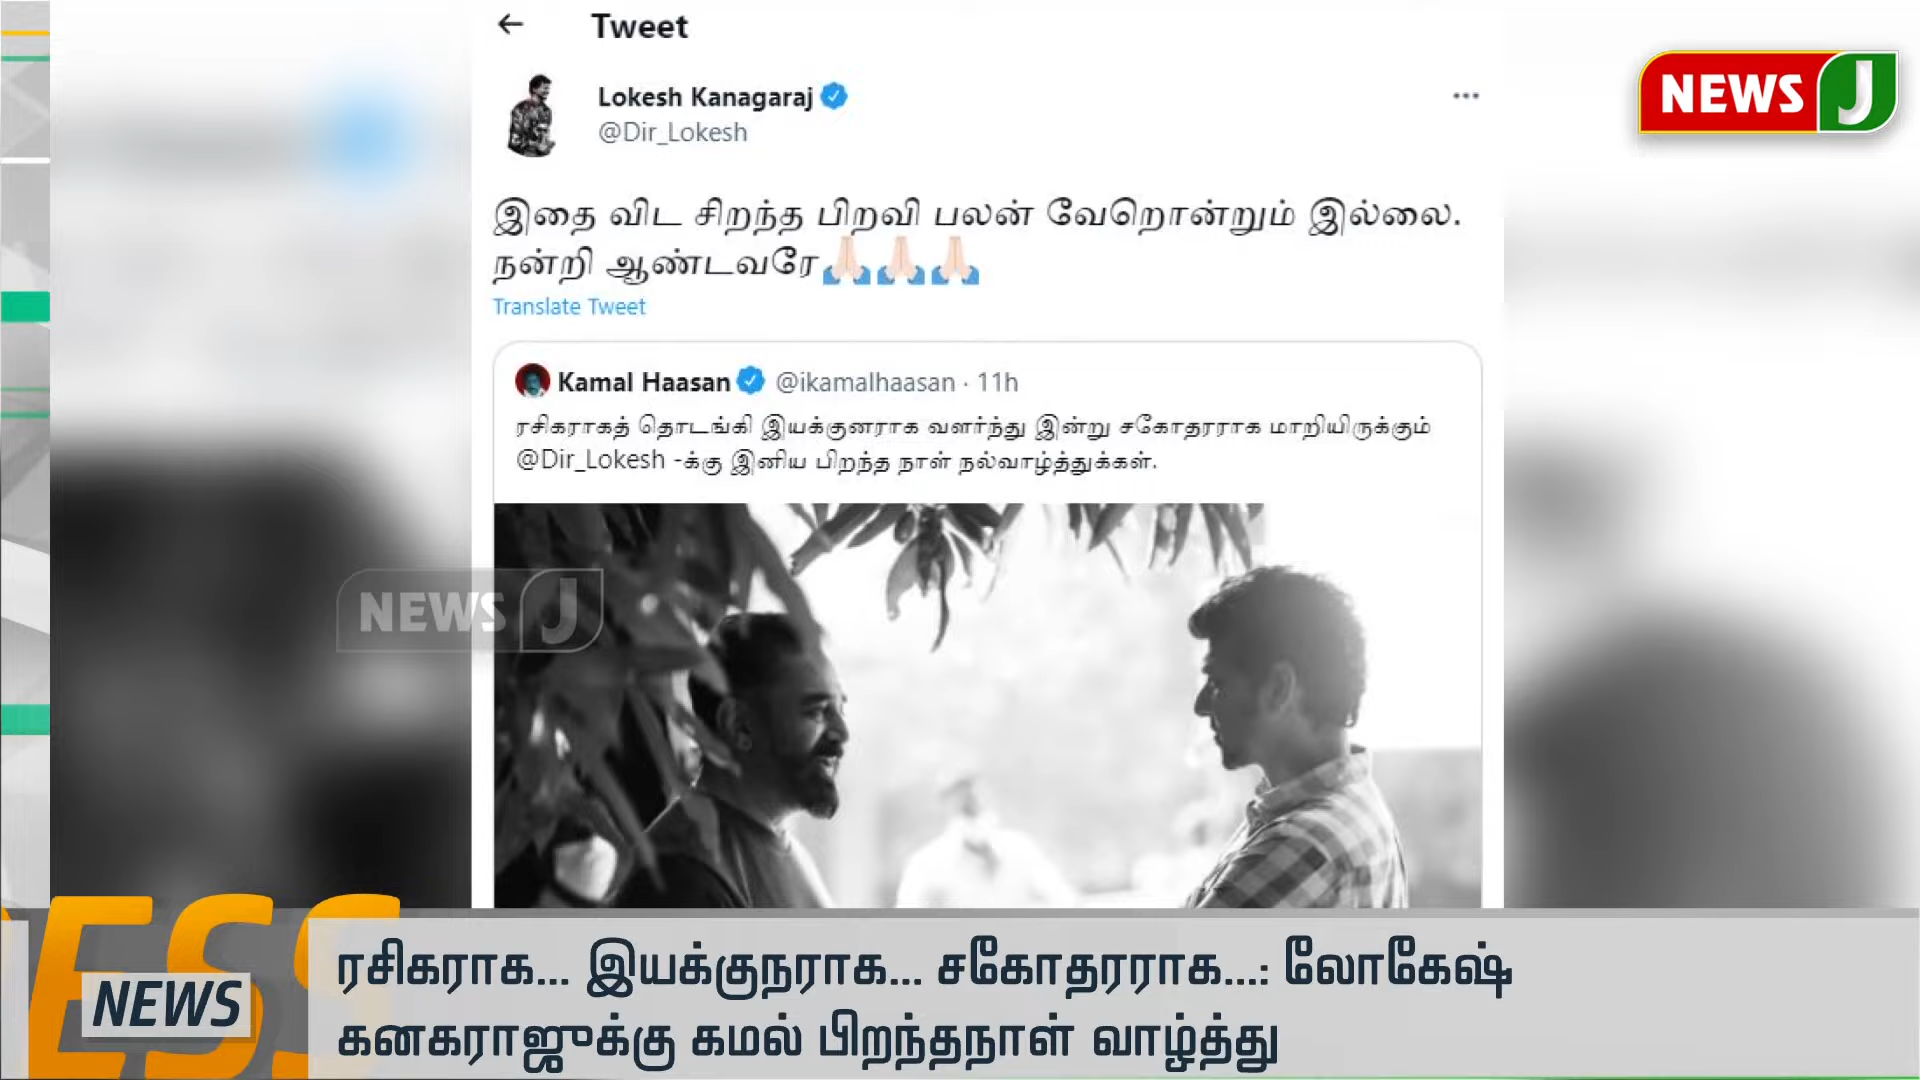 Tweet
NEWS J
Lokesh Kanagaraj
@Dir_Lokesh
இதை விட சிறந்த பிறவி பலன் வேறொன்றும் இல்லை.
நன்றி ஆண்டவரே🙏🏻🙏🏻🙏🏻
Translate Tweet
Kamal Haasan @ikamalhaasan · 11h
ரசிகராகத் தொடங்கி இயக்குனராக வளர்ந்து இன்று சகோதரராக மாறியிருக்கும்
@Dir_Lokesh -க்கு இனிய பிறந்த நாள் நல்வாழ்த்துக்கள்.
NEWS J
ESS
NEWS
ரசிகராக... இயக்குநராக... சகோதரராக...: லோகேஷ்
கனகராஜுக்கு கமல் பிறந்தநாள் வாழ்த்து